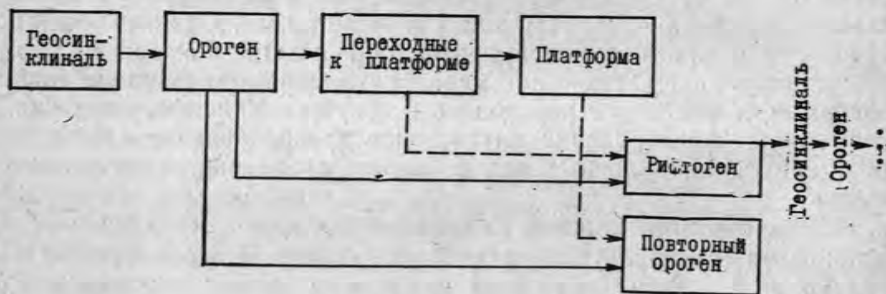 Геосин-
клиналь
Ороген
Переходные
к платформе
Платформа
Рифтоген
Повторный
ороген
Геосинклиналь
Ороген